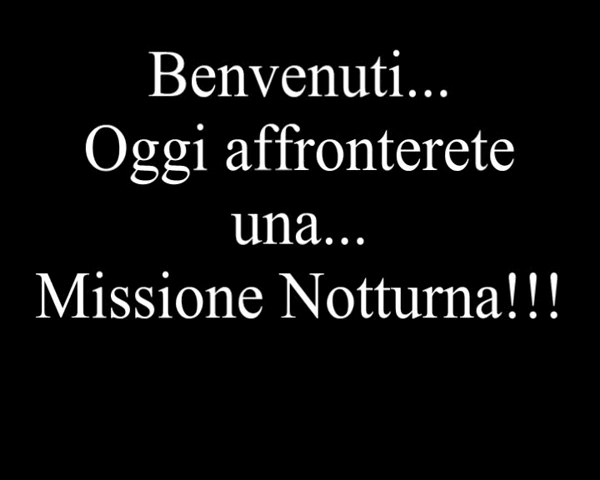 Benvenuti...
Oggi affronterete
una...
Missione Notturna!!!